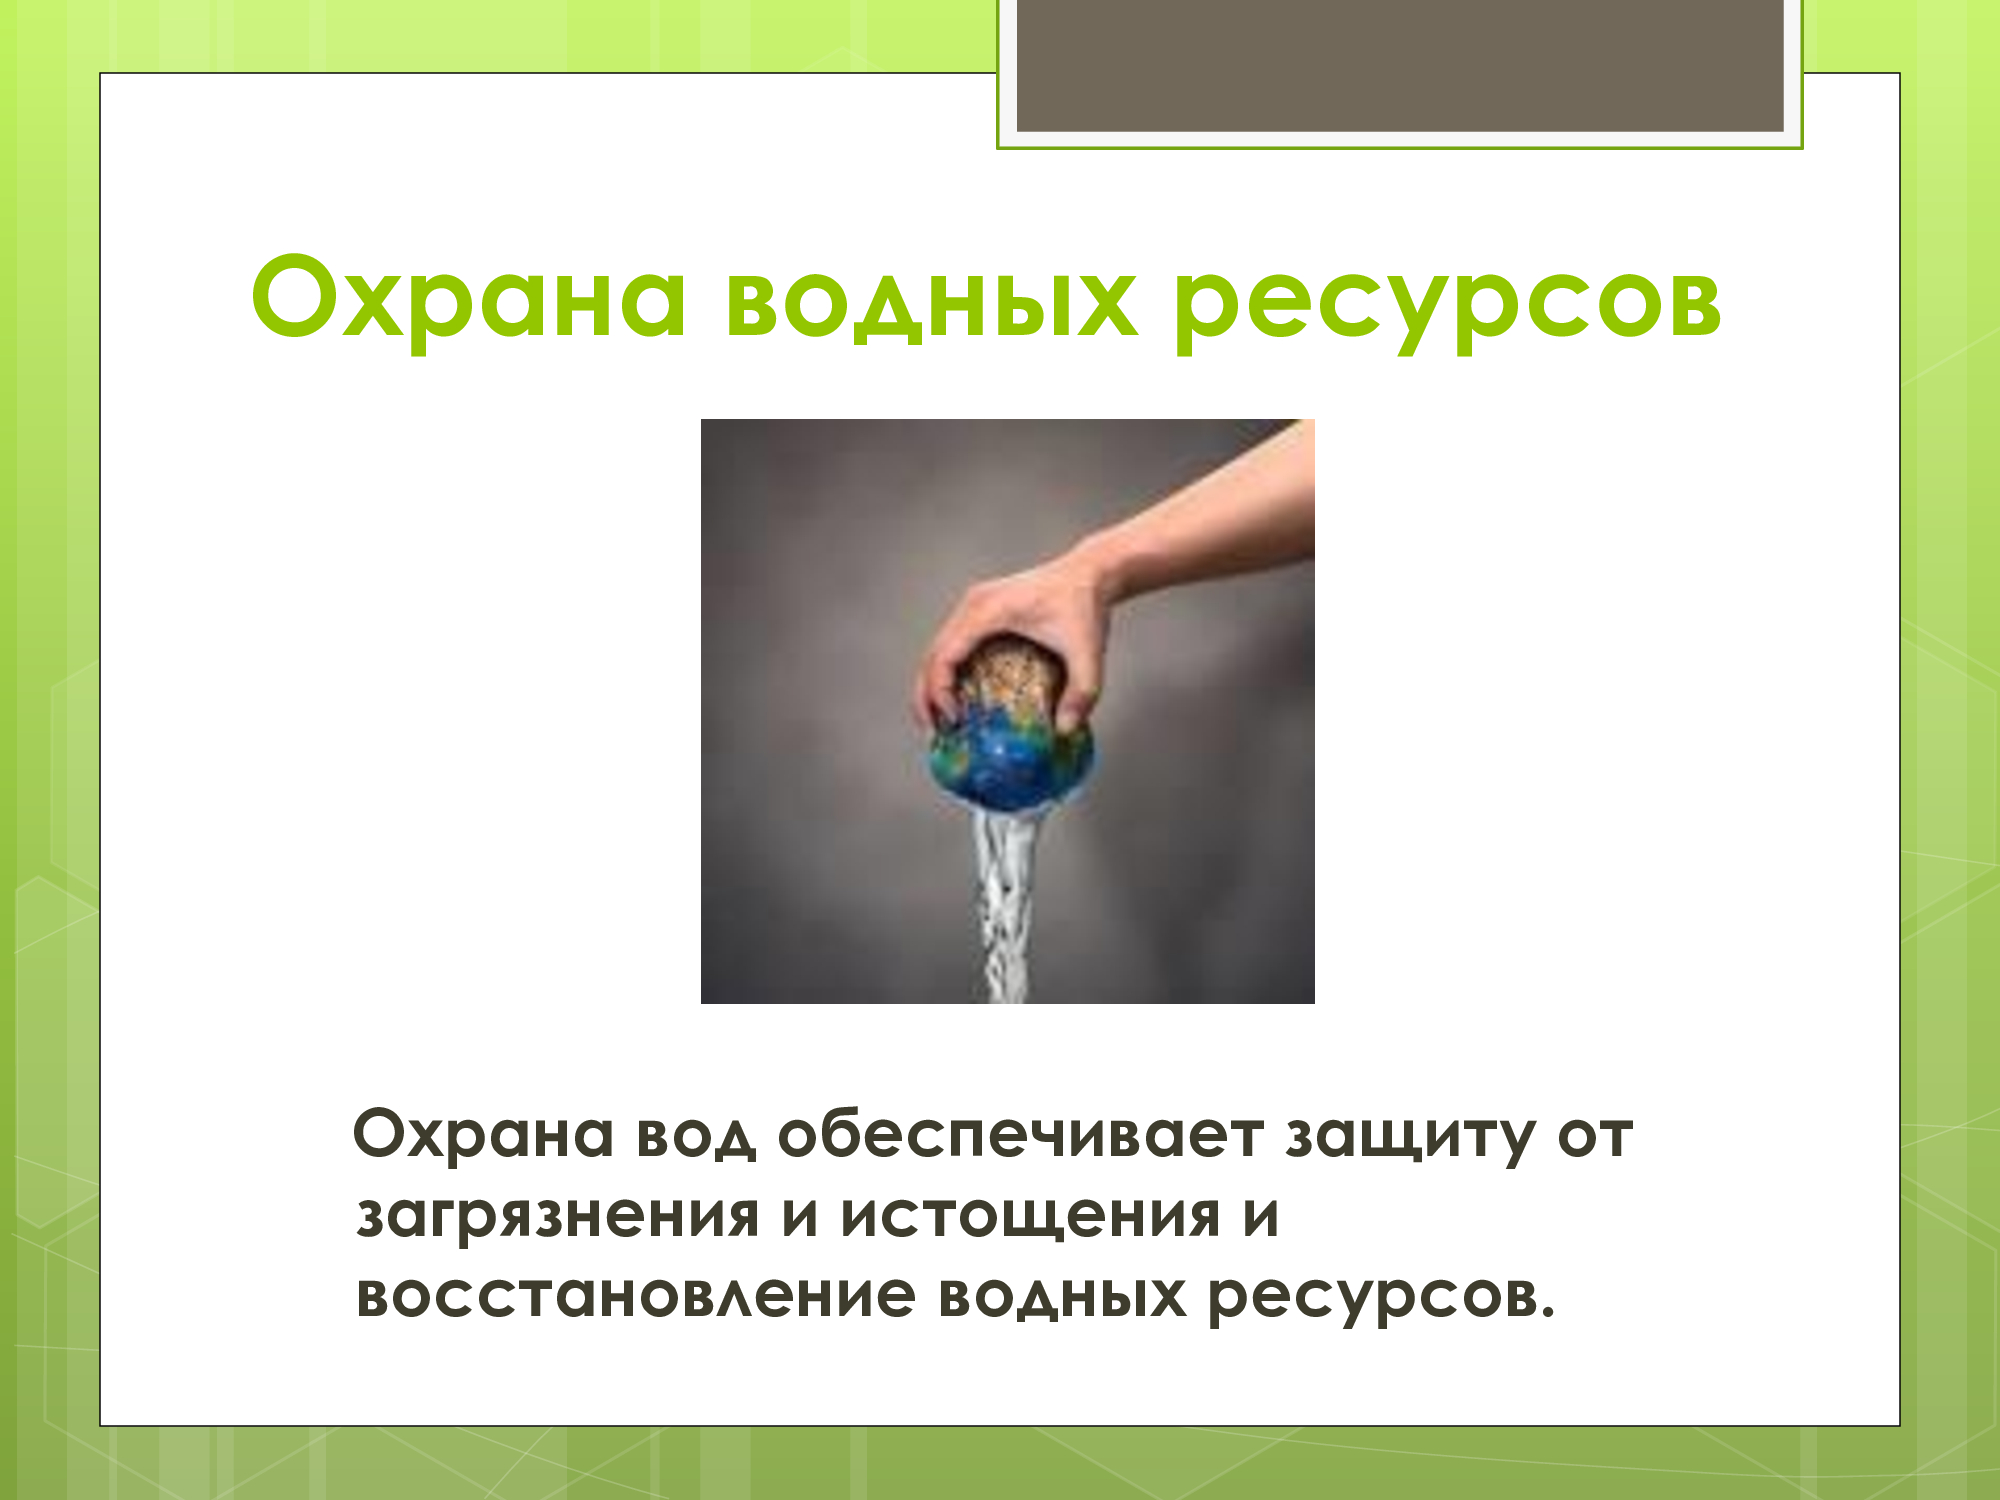 Охрана водных ресурсов
Охрана вод обеспечивает защиту от
загрязнения и истощения и
восстановление водных ресурсов.